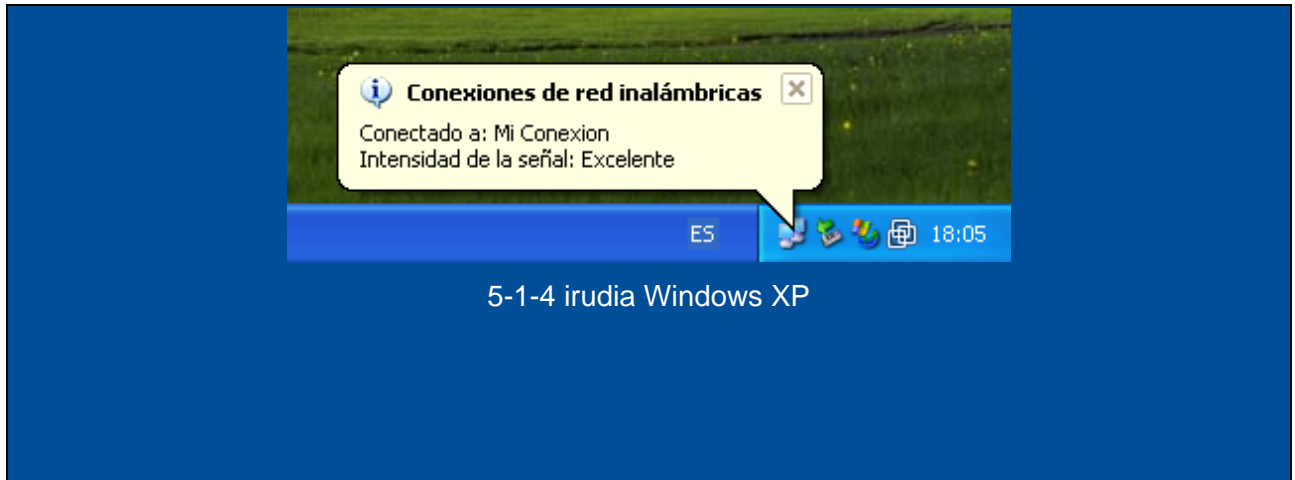 Conexiones de red inalámbricas
Conectado a: Mi Conexion
Intensidad de la señal: Excelente
ES 18:05
5-1-4 irudia Windows XP